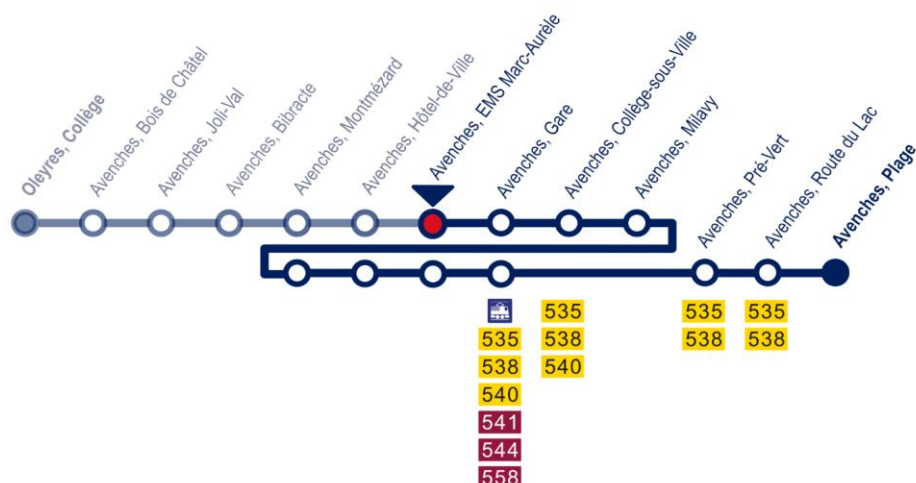 Oleyres, Collège
Avenches, Bois de Châtel
Avenches, Joli-Val
Avenches, Bibracte
Avenches, Montmézard
Avenches, Hôtel-de-Ville
Avenches, EMS Marc-Aurèle
Avenches, Gare
Avenches, Collège-sous-Ville
Avenches, Milavy
Avenches, Pré-Vert
Avenches, Route du Lac
Avenches, Plage
535 535 535
535 538 538 538
538 540
540
541
544
558